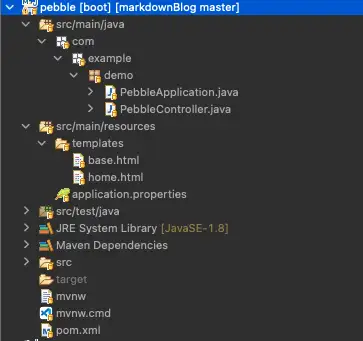 pebble [boot] [markdownBlog master]
src/main/java
com
example
demo
PebbleApplication.java
PebbleController.java
src/main/resources
templates
base.html
home.html
application.properties
src/test/java
JRE System Library [JavaSE-1.8]
Maven Dependencies
src
target
mvnw
mvnw.cmd
pom.xml